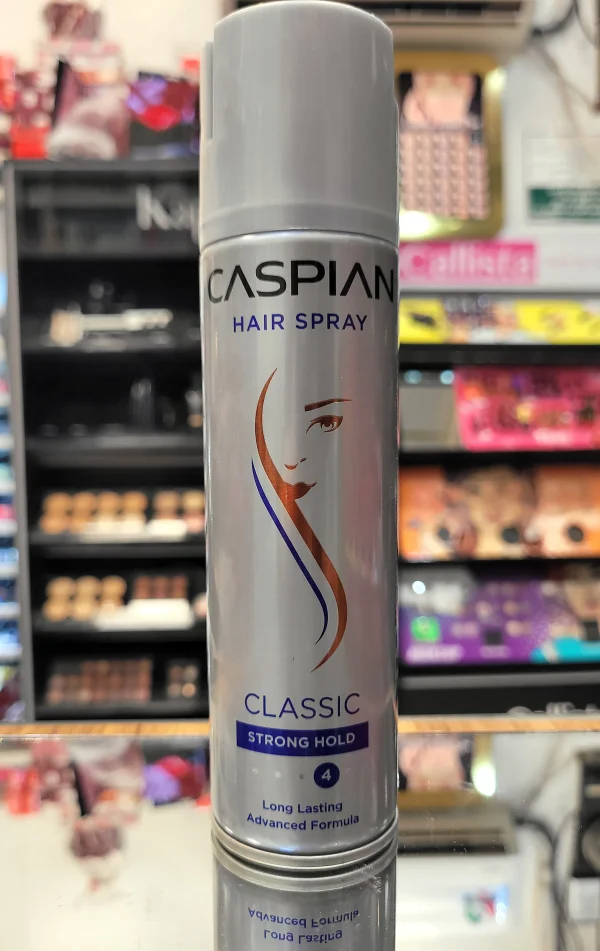 CASPIAN
HAIR SPRAY
CLASSIC
STRONG HOLD
4
Long Lasting
Advanced Formula
Callista